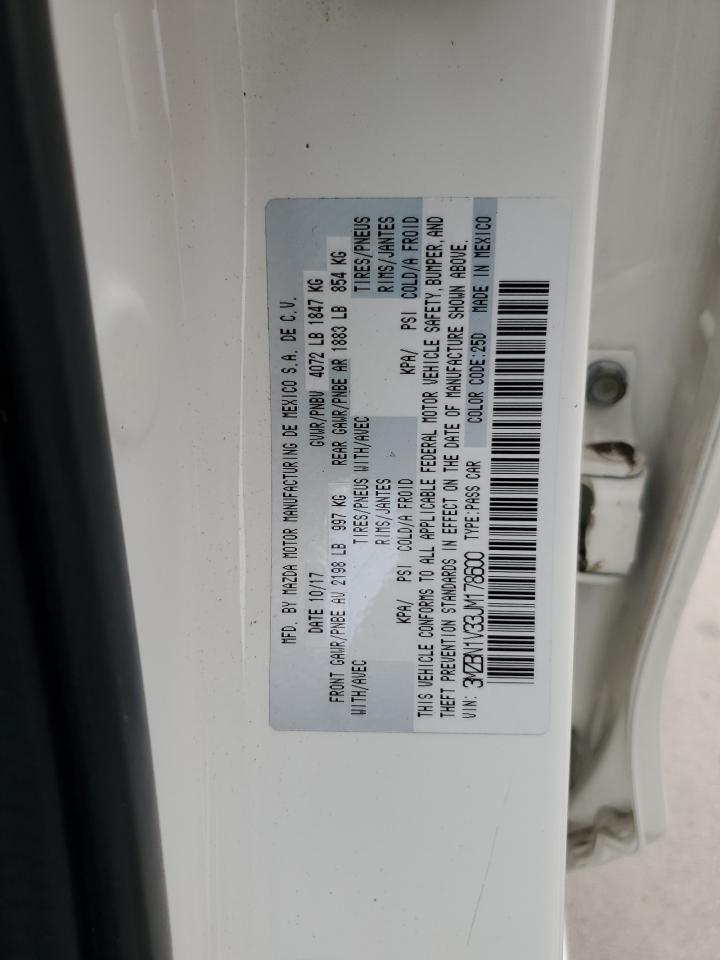 MFD. BY MAZDA MOTOR MANUFACTURING DE MEXICO S.A. DE C.V.
DATE 10/17 GVWR/PNBV 4072 LB 1847 KG
FRONT GAWR/PNBE AV 2198 LB 997 KG REAR GAWR/PNBE AR 1883 LB 854 KG
WITH/AVEC TIRES/PNEUS WITH/AVEC TIRES/PNEUS
RIMS/JANTES RIMS/JANTES
KPA/ PSI COLD/A FROID KPA/ PSI COLD/A FROID
THIS VEHICLE CONFORMS TO ALL APPLICABLE FEDERAL MOTOR VEHICLE SAFETY, BUMPER, AND
THEFT PREVENTION STANDARDS IN EFFECT ON THE DATE OF MANUFACTURE SHOWN ABOVE.
VIN: 3MZBN1V33JM178600 TYPE:PASS CAR COLOR CODE:25D MADE IN MEXICO